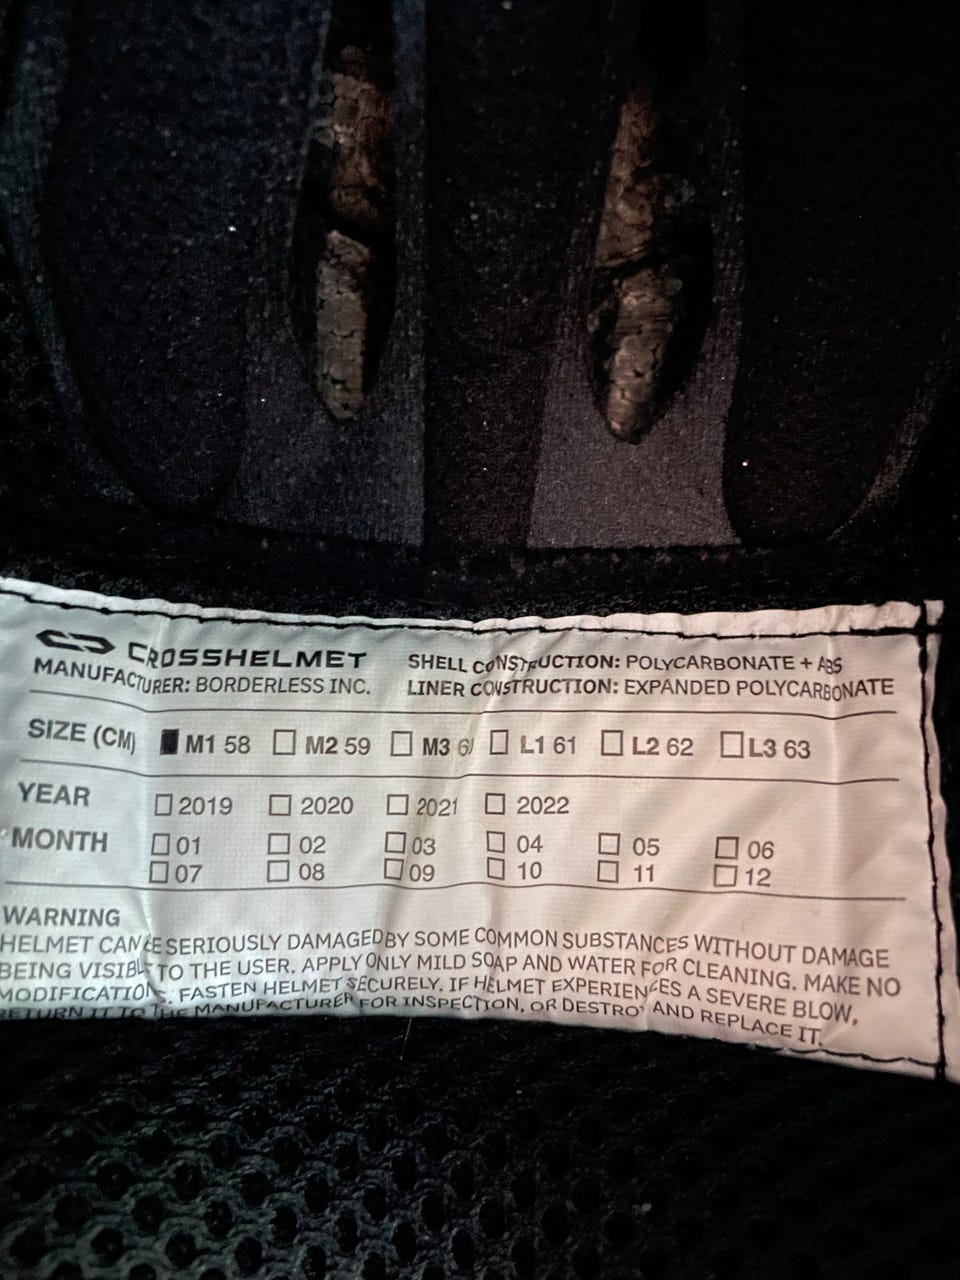 CROSSHELMET
MANUFACTURER: BORDERLESS INC.
SHELL CONSTRUCTION: POLYCARBONATE + ABS
LINER CONSTRUCTION: EXPANDED POLYCARBONATE
SIZE (CM) ■ M1 58 □ M2 59 □ M3 □ L1 61 □ L2 62 □ L3 63
YEAR □ 2019 □ 2020 □ 2021 □ 2022
MONTH □ 01 □ 02 □ 03 □ 04 □ 05 □ 06
□ 07 □ 08 □ 09 □ 10 □ 11 □ 12
WARNING
HELMET CAN BE SERIOUSLY DAMAGED BY SOME COMMON SUBSTANCES WITHOUT DAMAGE
BEING VISIBLE TO THE USER. APPLY ONLY MILD SOAP AND WATER FOR CLEANING. MAKE NO
MODIFICATIONS. FASTEN HELMET SECURELY. IF HELMET EXPERIENCES A SEVERE BLOW,
RETURN IT TO THE MANUFACTURER FOR INSPECTION, OR DESTROY AND REPLACE IT.